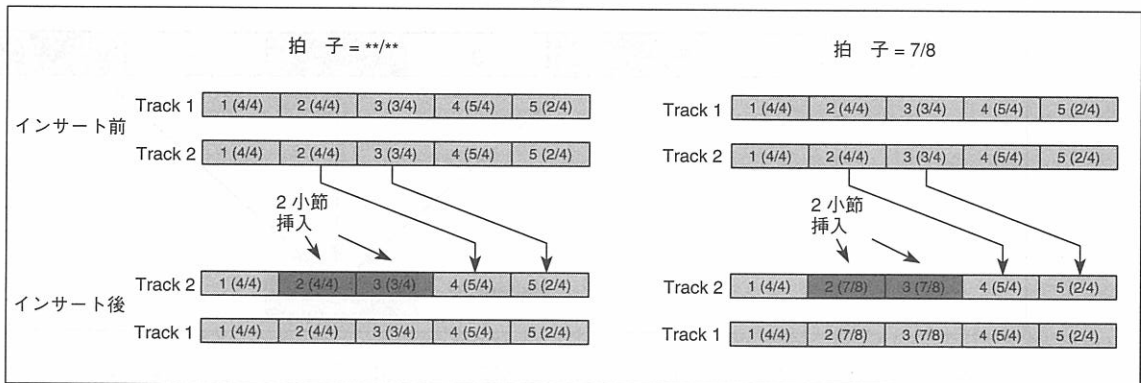 拍 子 = **/**
拍 子 = 7/8
インサート前
Track 1 1 (4/4) 2 (4/4) 3 (3/4) 4 (5/4) 5 (2/4)
Track 2 1 (4/4) 2 (4/4) 3 (3/4) 4 (5/4) 5 (2/4)
2 小節
挿入
インサート後
Track 2 1 (4/4) 2 (4/4) 3 (3/4) 4 (5/4) 5 (2/4)
Track 1 1 (4/4) 2 (4/4) 3 (3/4) 4 (5/4) 5 (2/4)
Track 1 1 (4/4) 2 (4/4) 3 (3/4) 4 (5/4) 5 (2/4)
Track 2 1 (4/4) 2 (4/4) 3 (3/4) 4 (5/4) 5 (2/4)
2 小節
挿入
Track 2 1 (4/4) 2 (7/8) 3 (7/8) 4 (5/4) 5 (2/4)
Track 1 1 (4/4) 2 (7/8) 3 (7/8) 4 (5/4) 5 (2/4)